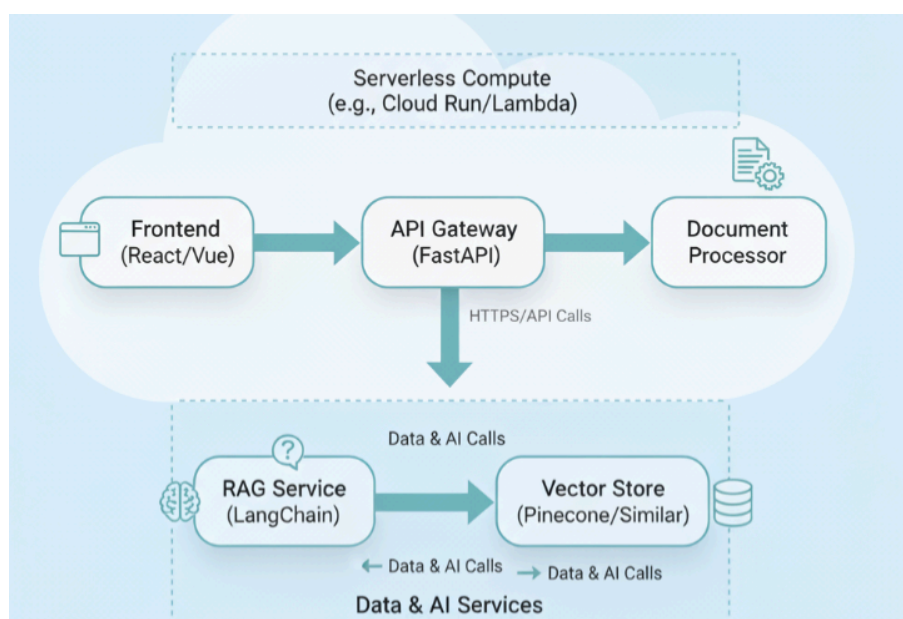 Serverless Compute
(e.g., Cloud Run/Lambda)
Frontend
(React/Vue)
API Gateway
(FastAPI)
Document
Processor
HTTPS/API Calls
Data & AI Calls
?
RAG Service
(LangChain)
Vector Store
(Pinecone/Similar)
Data & AI Calls
Data & AI Calls
Data & AI Services